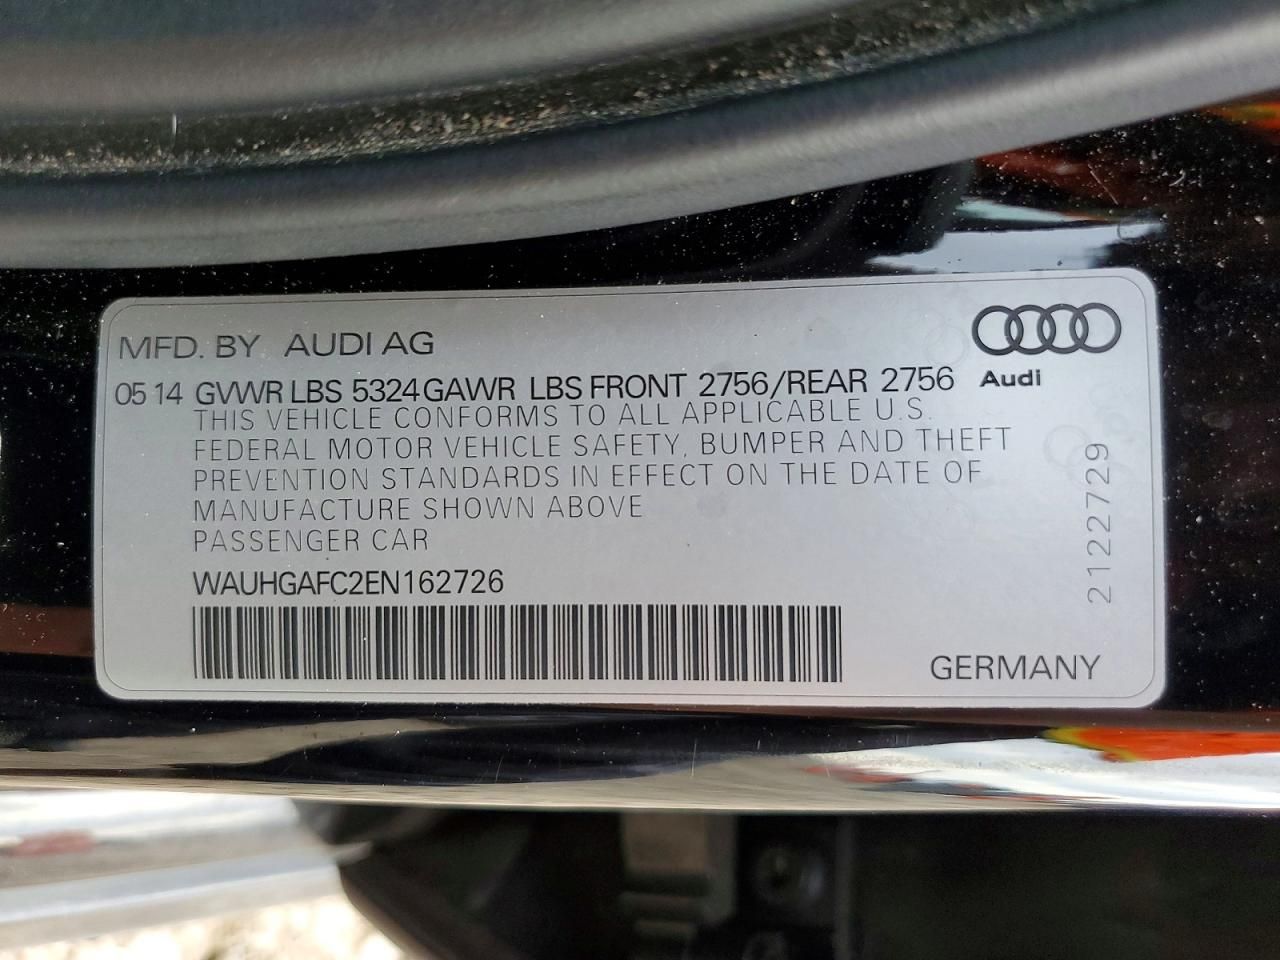 MFD. BY AUDI AG
Audi
05 14 GVWR LBS 5324 GAWR LBS FRONT 2756/REAR 2756
THIS VEHICLE CONFORMS TO ALL APPLICABLE U.S.
FEDERAL MOTOR VEHICLE SAFETY, BUMPER AND THEFT
PREVENTION STANDARDS IN EFFECT ON THE DATE OF
MANUFACTURE SHOWN ABOVE
PASSENGER CAR
WAUHGAFC2EN162726
2122729
GERMANY